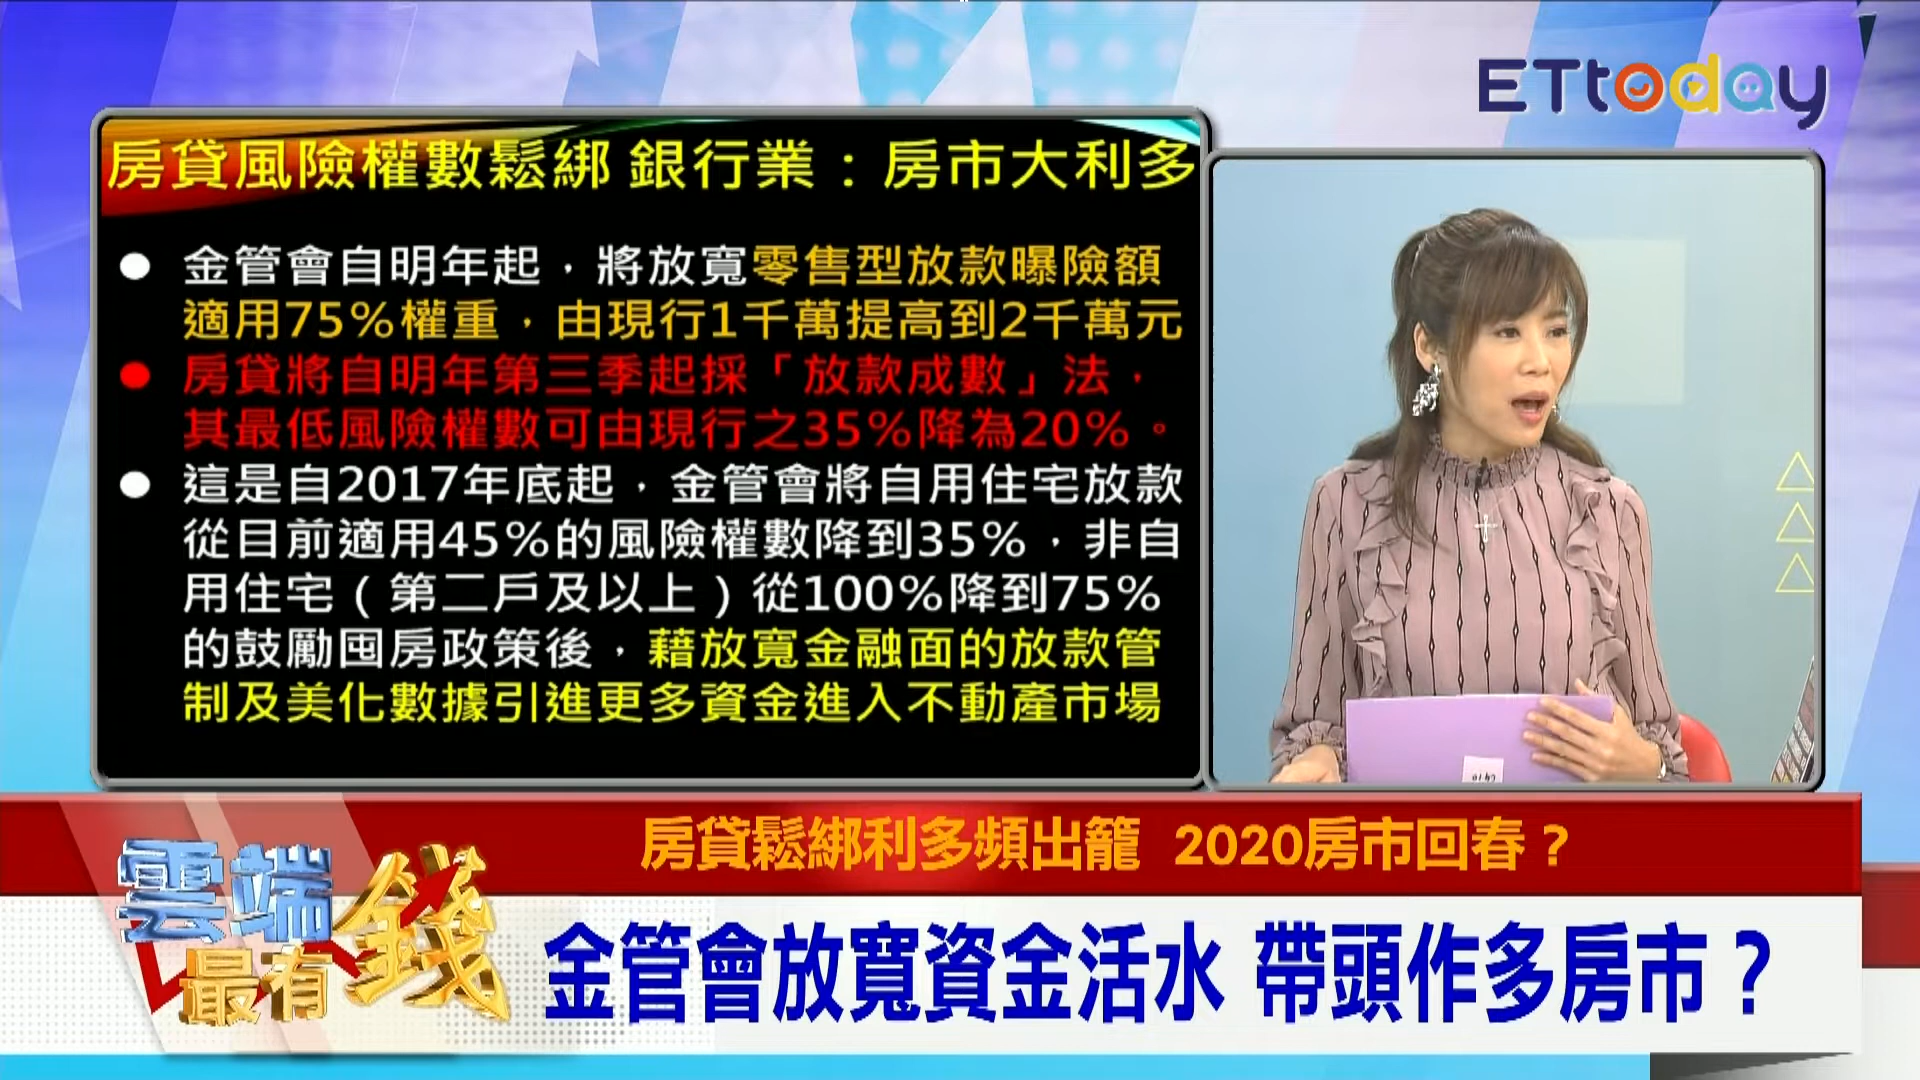 ETtoday
房貸風險權數鬆綁 銀行業：房市大利多
● 金管會自明年起，將放寬零售型放款曝險額
適用75%權重，由現行1千萬提高到2千萬元
● 房貸將自明年第三季起採「放款成數」法，
其最低風險權數可由現行之35%降為20%。
● 這是自2017年底起，金管會將自用住宅放款
從目前適用45%的風險權數降到35%，非自
用住宅（第二戶及以上）從100%降到75%
的鼓勵囤房政策後，藉放寬金融面的放款管
制及美化數據引進更多資金進入不動產市場
房貸鬆綁利多頻出籠 2020房市回春？
雲端
最有錢
金管會放寬資金活水 帶頭作多房市？